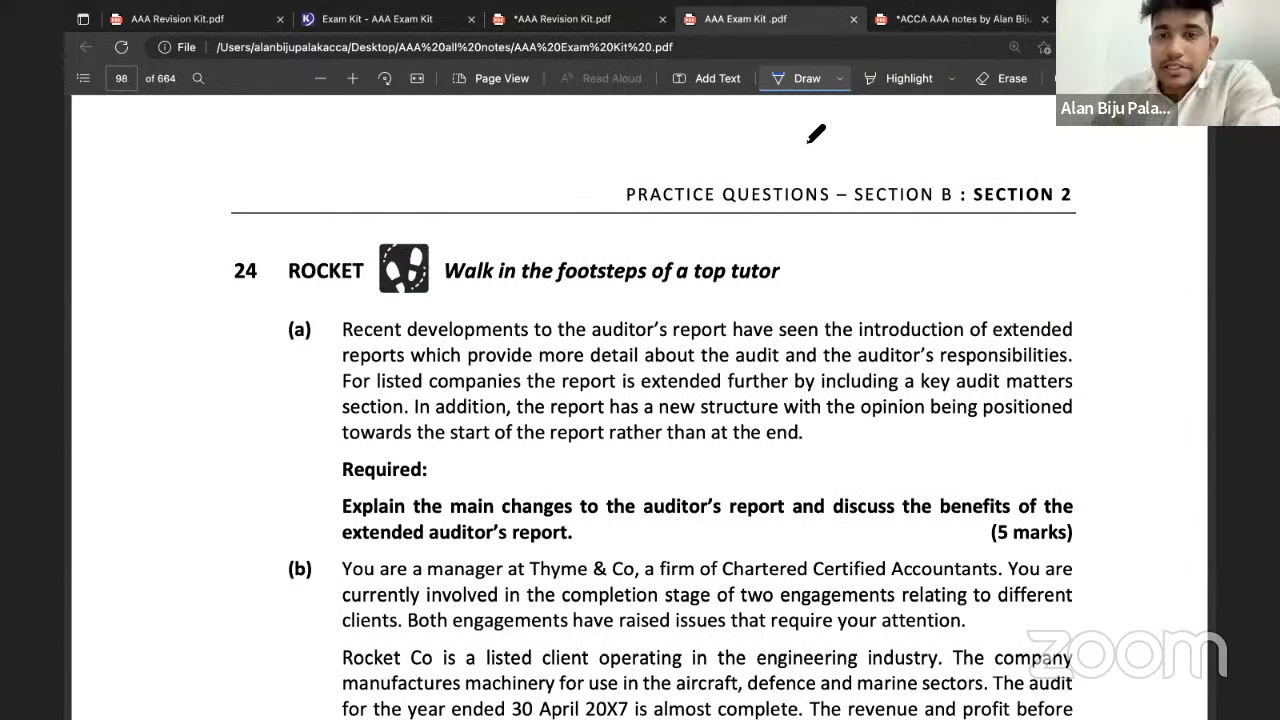 AAA Revision Kit.pdf
Exam Kit - AAA Exam Kit
*AAA Revision Kit.pdf
AAA Exam Kit .pdf
*ACCA AAA notes by Alan Biju
File
/Users/alanbijupalakacca/Desktop/AAA%20all%20notes/AAA%20Exam%20Kit%20.pdf
98 of 664
Page View
Read Aloud
Add Text
Draw
Highlight
Erase
Alan Biju Pala...
PRACTICE QUESTIONS – SECTION B : SECTION 2
24 ROCKET Walk in the footsteps of a top tutor
(a) Recent developments to the auditor's report have seen the introduction of extended
reports which provide more detail about the audit and the auditor's responsibilities.
For listed companies the report is extended further by including a key audit matters
section. In addition, the report has a new structure with the opinion being positioned
towards the start of the report rather than at the end.
Required:
Explain the main changes to the auditor's report and discuss the benefits of the
extended auditor's report. (5 marks)
(b) You are a manager at Thyme & Co, a firm of Chartered Certified Accountants. You are
currently involved in the completion stage of two engagements relating to different
clients. Both engagements have raised issues that require your attention.
Rocket Co is a listed client operating in the engineering industry. The company
manufactures machinery for use in the aircraft, defence and marine sectors. The audit
for the year ended 30 April 20X7 is almost complete. The revenue and profit before
zoom